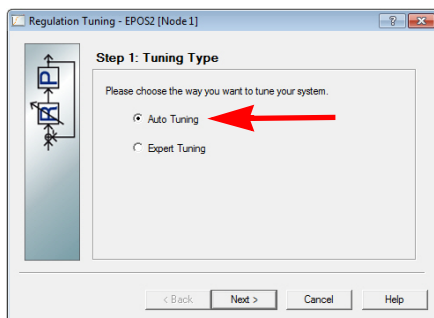 Regulation Tuning - EPOS2 [Node 1]
Step 1: Tuning Type
P
R
Please choose the way you want to tune your system.
Auto Tuning
Expert Tuning
< Back
Next >
Cancel
Help